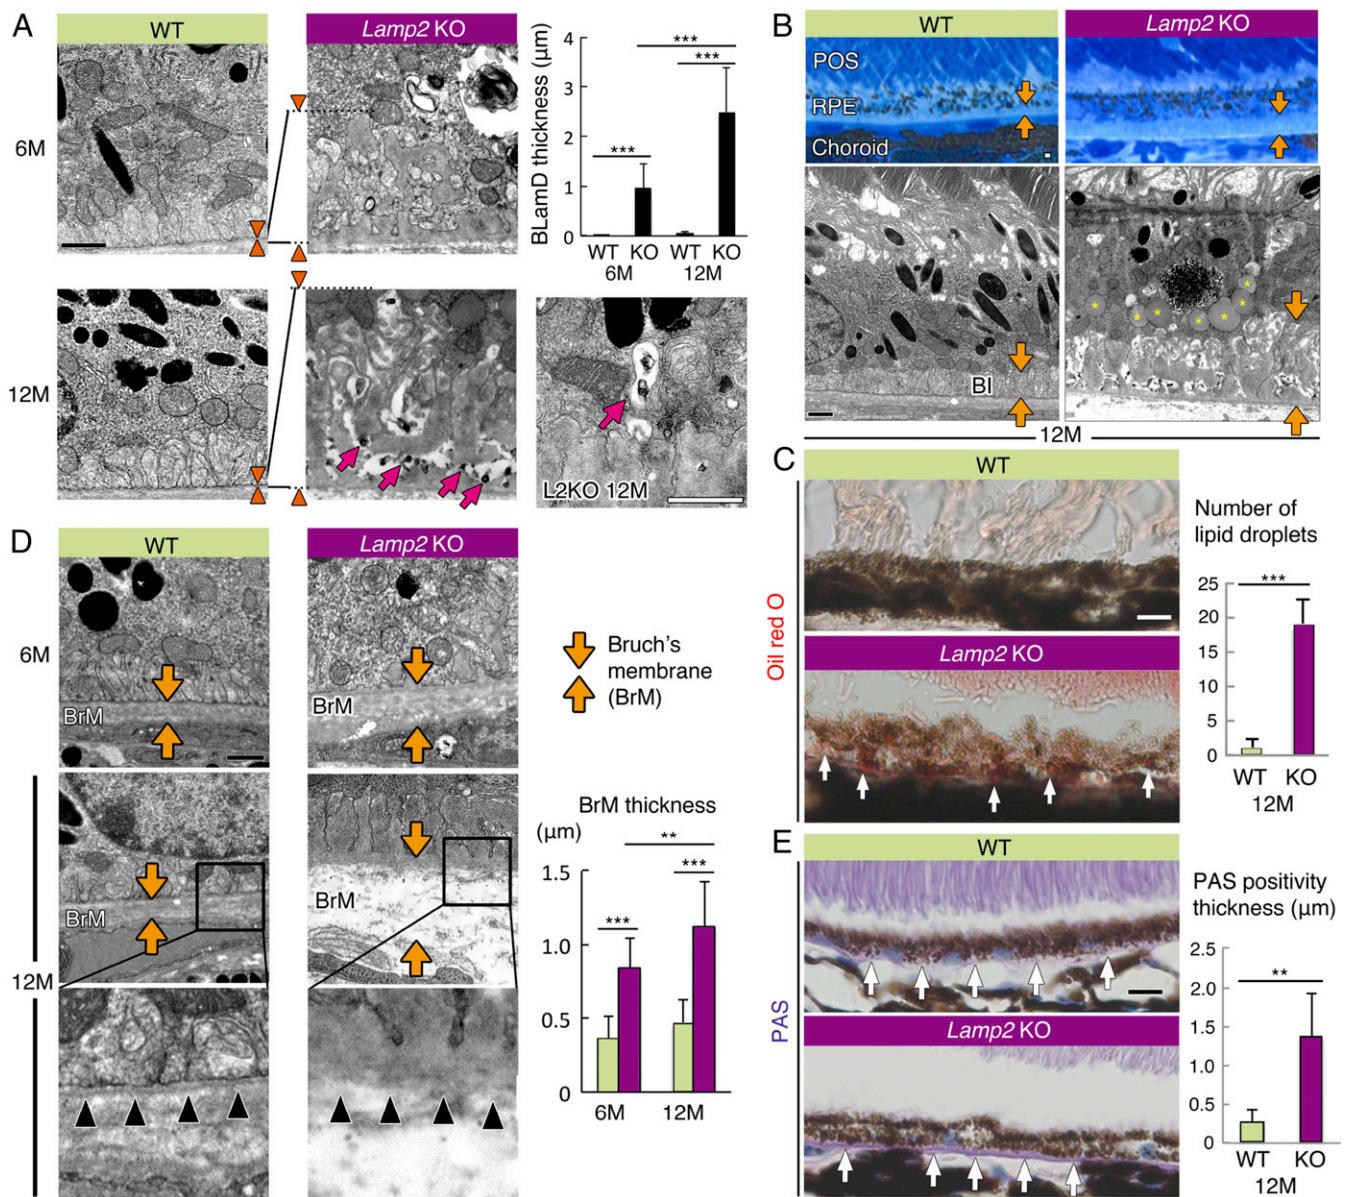 A
WT
Lamp2 KO
6M
12M
L2KO 12M
BLamD thickness (μm)
4
3
2
1
0
***
***
***
WT KO WT KO
6M 12M
B
WT
Lamp2 KO
POS
RPE
Choroid
BI
* * * * * * *
12M
C
WT
Lamp2 KO
Oil red O
Number of
lipid droplets
25
20
15
10
5
0
***
WT KO
12M
D
WT
Lamp2 KO
6M
BrM
BrM
Bruch's
membrane
(BrM)
12M
BrM
BrM
BrM thickness
(μm)
1.5
1.0
0.5
0
**
***
***
6M 12M
E
WT
Lamp2 KO
PAS
PAS positivity
thickness (μm)
2.5
2.0
1.5
1.0
0.5
0
**
WT KO
12M